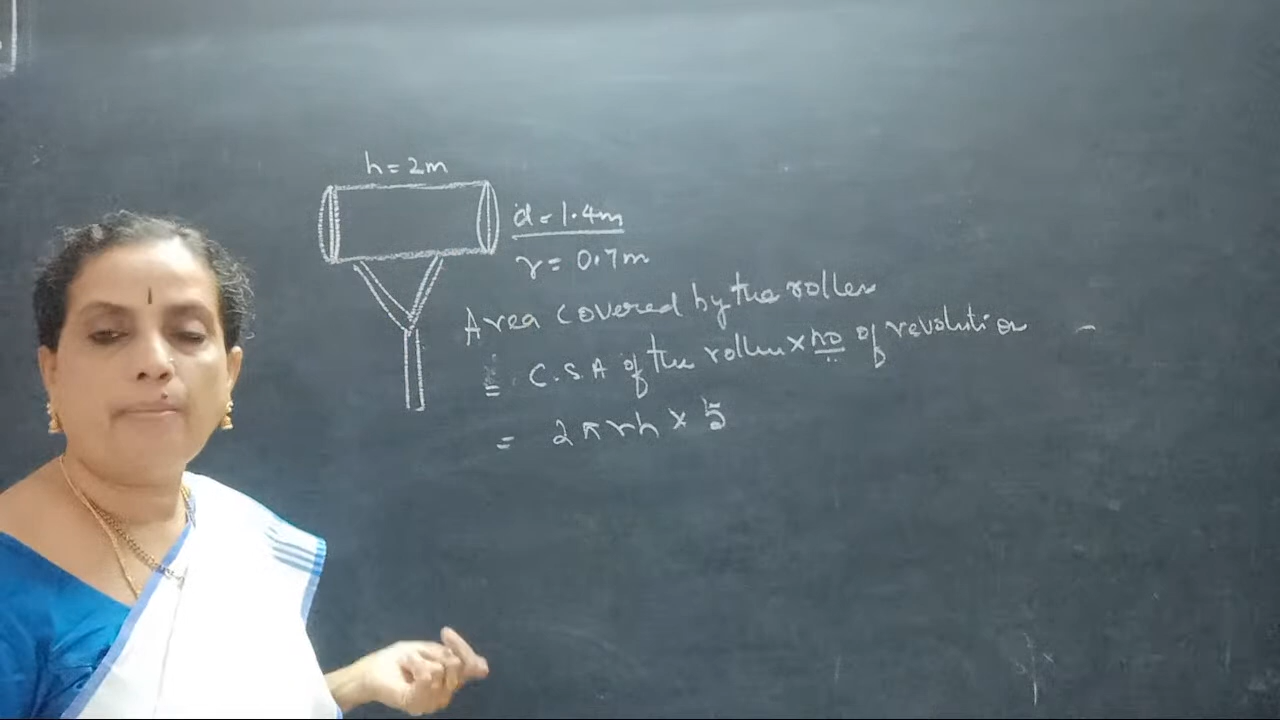 h = 2m
d = 1.4m
r = 0.7m
Area covered by the roller
= C.S.A of the roller × no of revolution
= 2πrh × 5